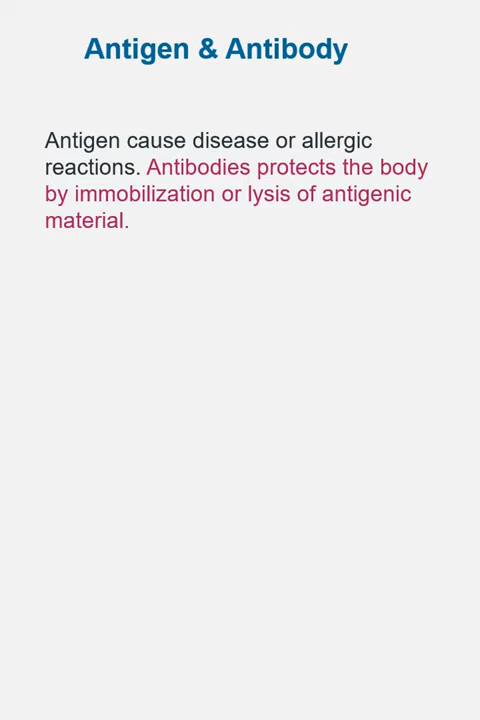 Antigen & Antibody
Antigen cause disease or allergic
reactions. Antibodies protects the body
by immobilization or lysis of antigenic
material.